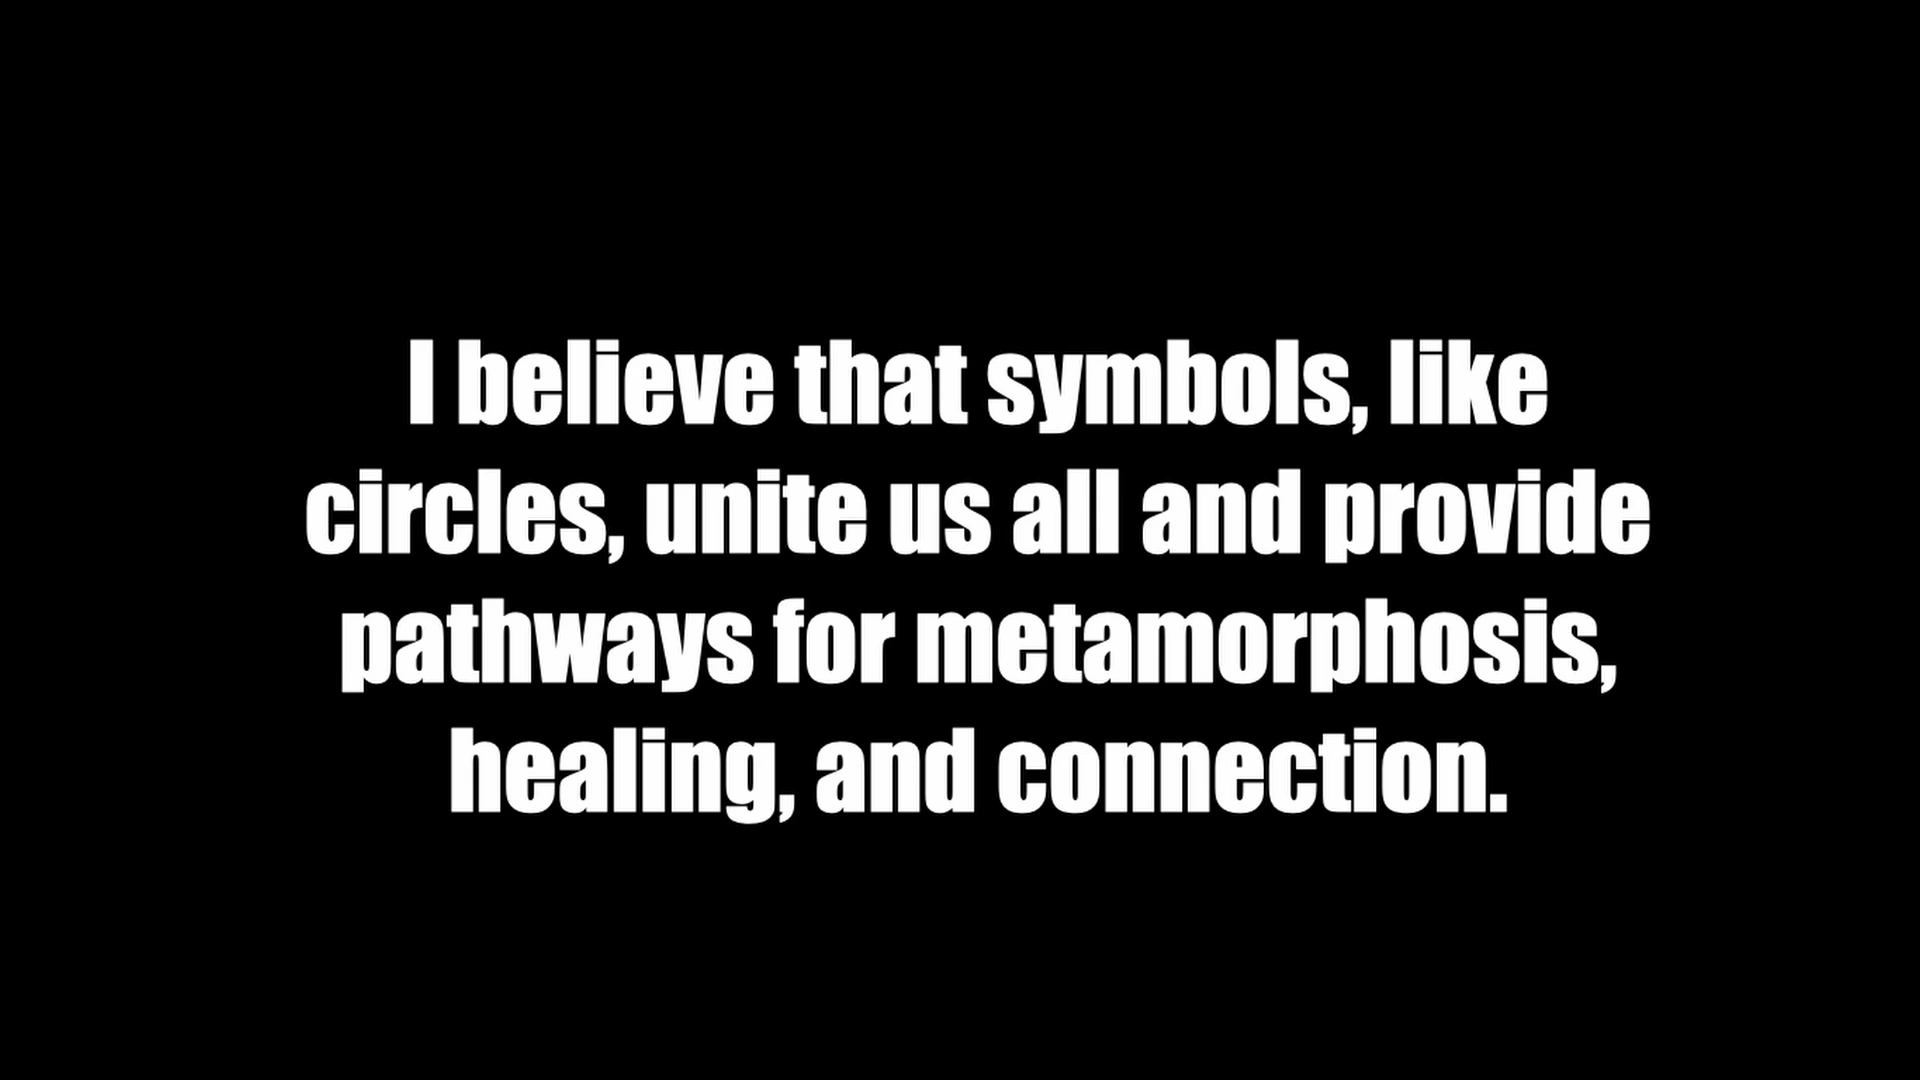 I believe that symbols, like
circles, unite us all and provide
pathways for metamorphosis,
healing, and connection.